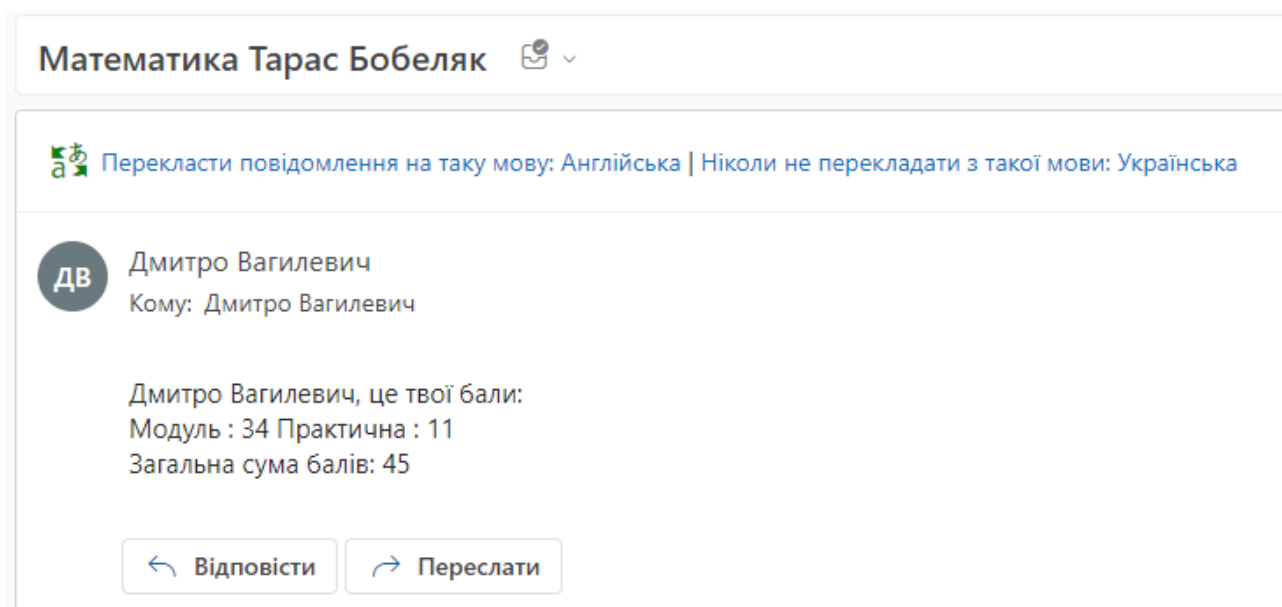 Математика Тарас Бобеляк
Перекласти повідомлення на таку мову: Англійська | Ніколи не перекладати з такої мови: Українська
ДВ
Дмитро Вагилевич
Кому: Дмитро Вагилевич
Дмитро Вагилевич, це твої бали:
Модуль : 34 Практична : 11
Загальна сума балів: 45
Відповісти
Переслати